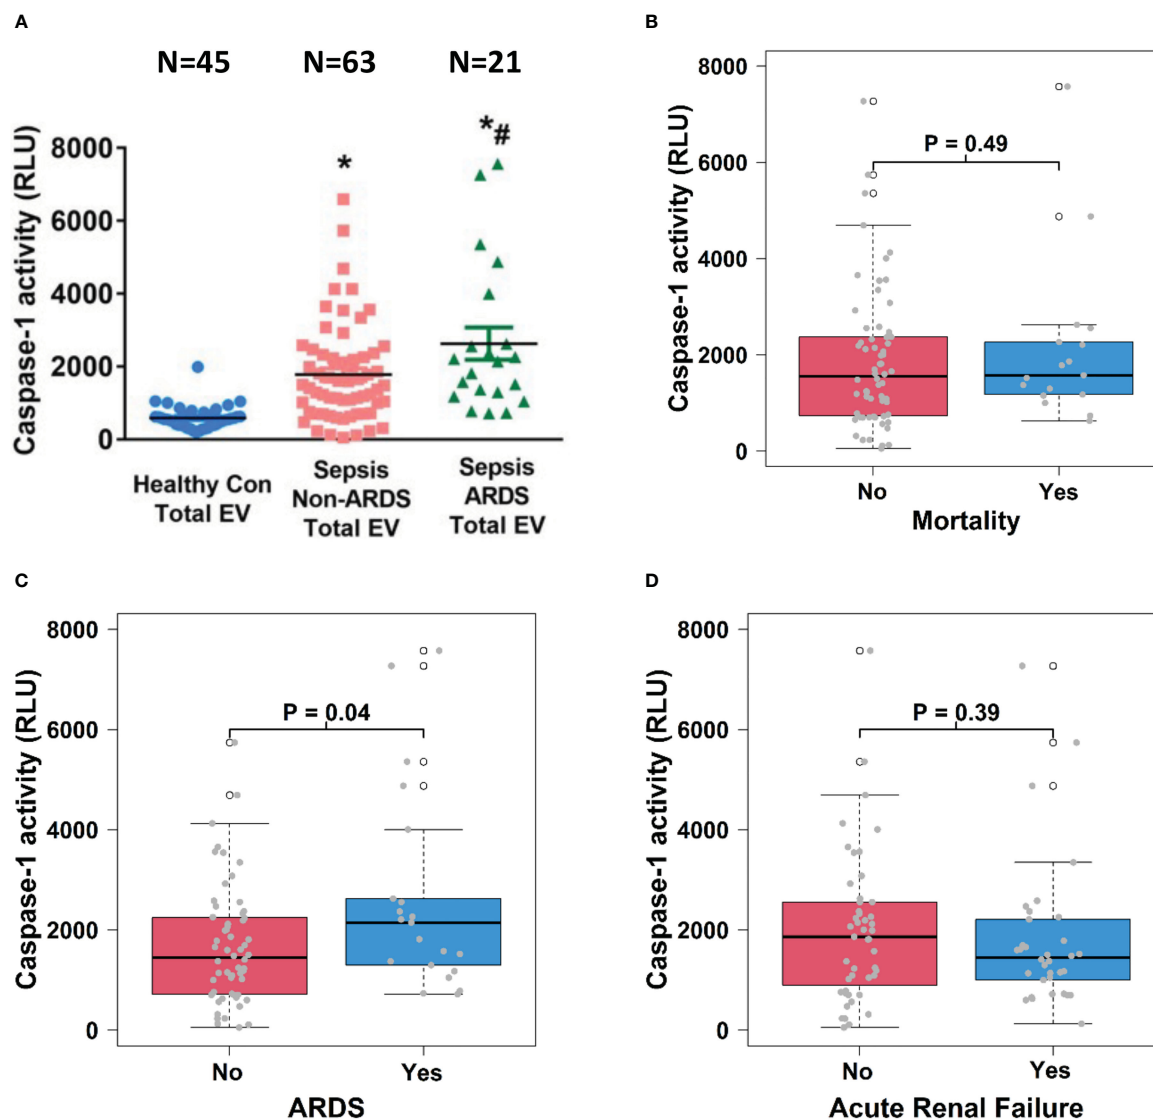 A
N=45 N=63 N=21
Caspase-1 activity (RLU)
8000
6000
4000
2000
0
*
*#
Healthy Con
Total EV
Sepsis
Non-ARDS
Total EV
Sepsis
ARDS
Total EV
B
Caspase-1 activity (RLU)
8000
6000
4000
2000
0
P = 0.49
No Yes
Mortality
C
Caspase-1 activity (RLU)
8000
6000
4000
2000
0
P = 0.04
No Yes
ARDS
D
Caspase-1 activity (RLU)
8000
6000
4000
2000
0
P = 0.39
No Yes
Acute Renal Failure